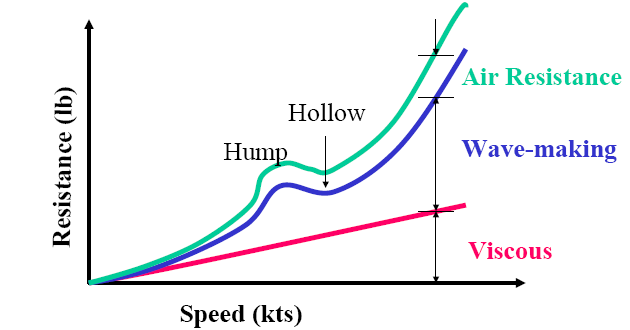 Resistance (lb)
Hump
Hollow
Air Resistance
Wave-making
Viscous
Speed (kts)